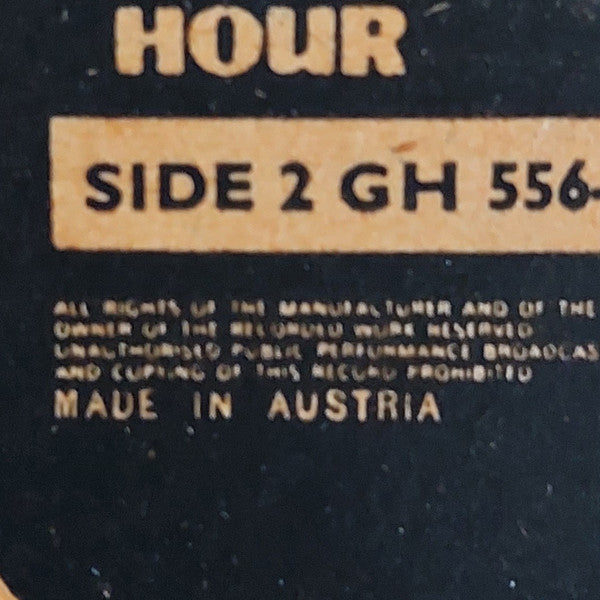 HOUR
SIDE 2 GH 556-
ALL RIGHTS OF THE MANUFACTURER AND OF THE
OWNER OF THE RECORDED WORK RESERVED
UNAUTHORISED PUBLIC PERFORMANCE BROADCAS
AND COPYING OF THIS RECORD PROHIBITED
MADE IN AUSTRIA